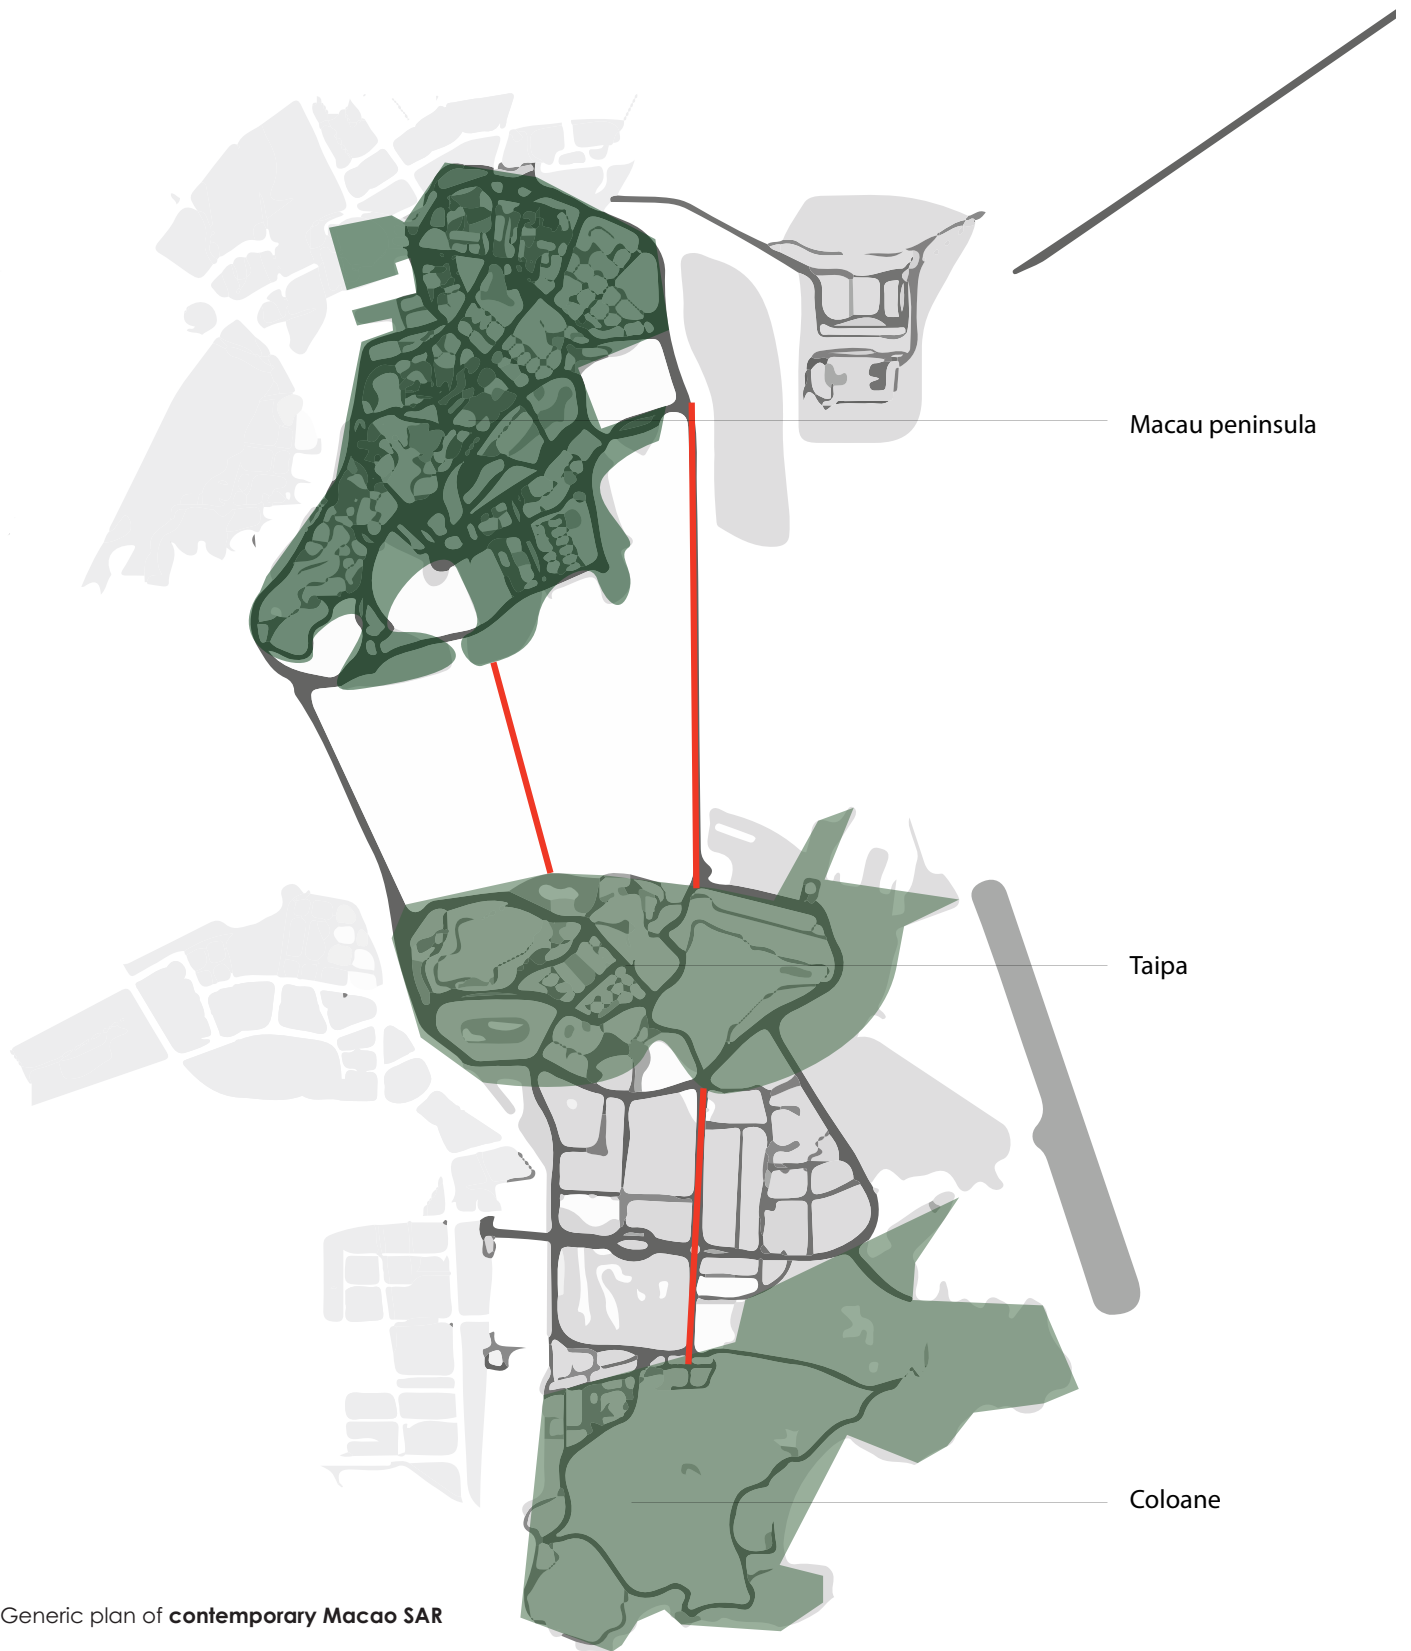 Macau peninsula
Taipa
Coloane
Generic plan of contemporary Macao SAR